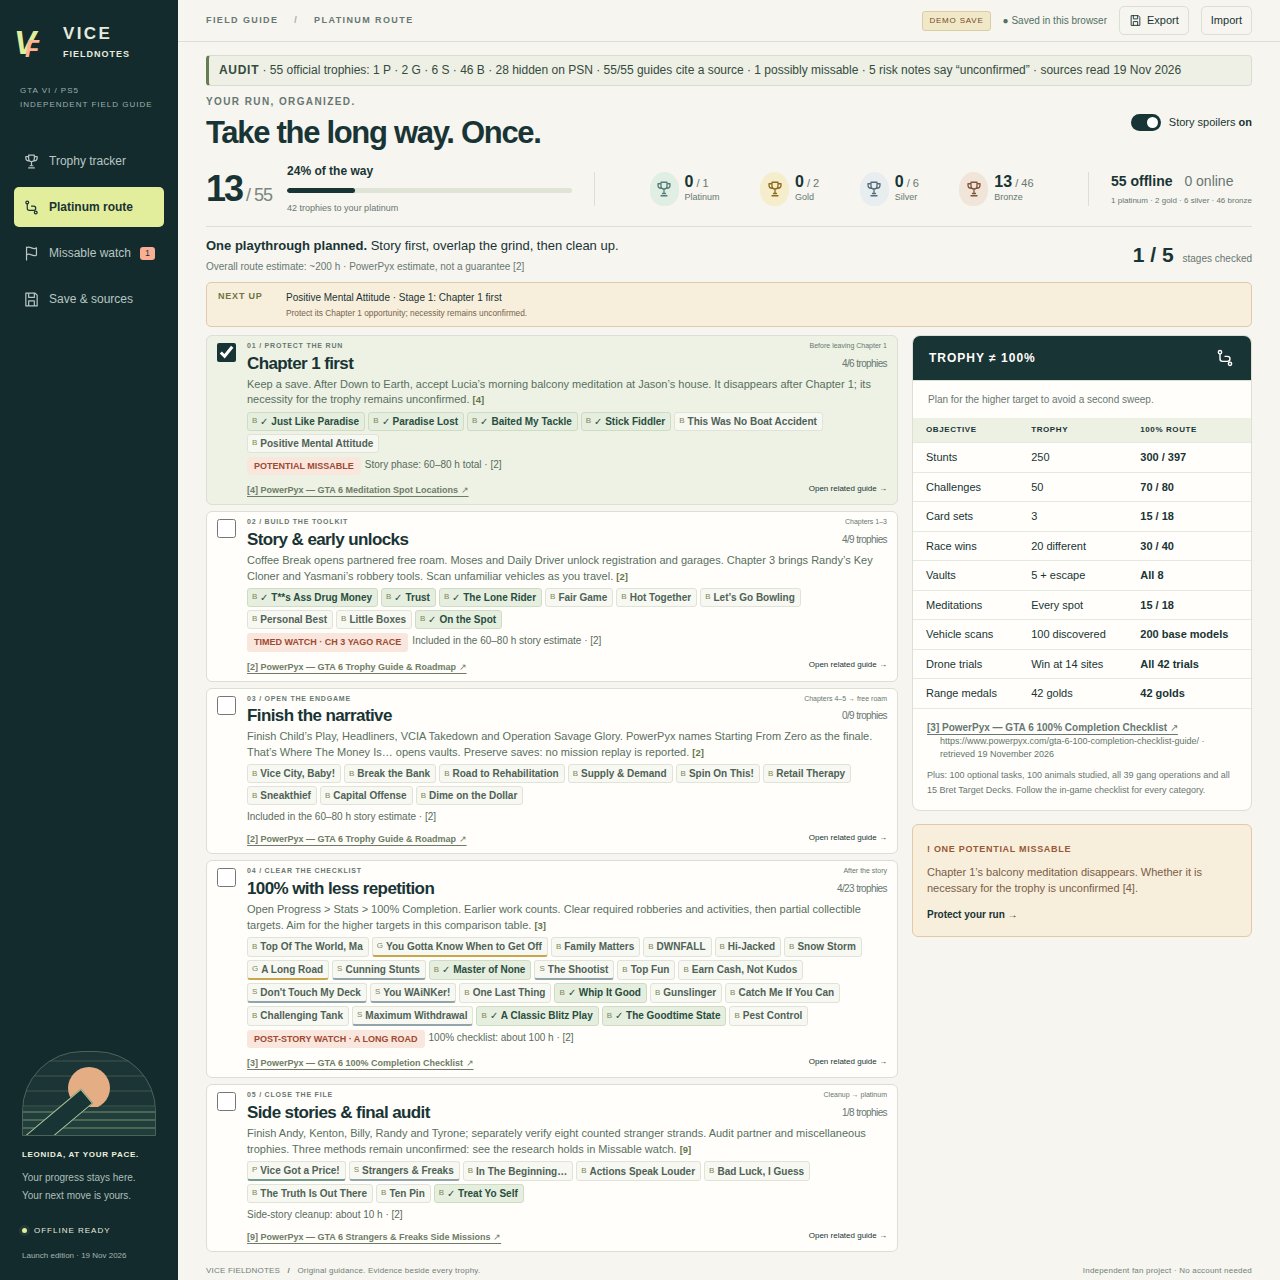 VF
VICE
FIELDNOTES
GTA VI / PS5
INDEPENDENT FIELD GUIDE
Trophy tracker
Platinum route
Missable watch 1
Save & sources
LEONIDA, AT YOUR PACE.
Your progress stays here.
Your next move is yours.
OFFLINE READY
Launch edition · 19 Nov 2026
FIELD GUIDE / PLATINUM ROUTE
DEMO SAVE ● Saved in this browser Export Import
AUDIT · 55 official trophies: 1 P · 2 G · 6 S · 46 B · 28 hidden on PSN · 55/55 guides cite a source · 1 possibly missable · 5 risk notes say “unconfirmed” · sources read 19 Nov 2026
YOUR RUN, ORGANIZED.
Take the long way. Once.
Story spoilers on
13 / 55
24% of the way
42 trophies to your platinum
0 / 1
Platinum
0 / 2
Gold
0 / 6
Silver
13 / 46
Bronze
55 offline 0 online
1 platinum · 2 gold · 6 silver · 46 bronze
One playthrough planned. Story first, overlap the grind, then clean up.
Overall route estimate: ~200 h · PowerPyx estimate, not a guarantee [2]
1 / 5 stages checked
NEXT UP
Positive Mental Attitude · Stage 1: Chapter 1 first
Protect its Chapter 1 opportunity; necessity remains unconfirmed.
01 / PROTECT THE RUN Before leaving Chapter 1
Chapter 1 first 4/6 trophies
Keep a save. After Down to Earth, accept Lucia’s morning balcony meditation at Jason’s house. It disappears after Chapter 1; its
necessity for the trophy remains unconfirmed. [4]
B ✓ Just Like Paradise B ✓ Paradise Lost B ✓ Baited My Tackle B ✓ Stick Fiddler B This Was No Boat Accident
B Positive Mental Attitude
POTENTIAL MISSABLE Story phase: 60–80 h total · [2]
[4] PowerPyx — GTA 6 Meditation Spot Locations ↗ Open related guide →
02 / BUILD THE TOOLKIT Chapters 1–3
Story & early unlocks 4/9 trophies
Coffee Break opens partnered free roam. Moses and Daily Driver unlock registration and garages. Chapter 3 brings Randy’s Key
Cloner and Yasmani’s robbery tools. Scan unfamiliar vehicles as you travel. [2]
B ✓ T**s Ass Drug Money B ✓ Trust B ✓ The Lone Rider B Fair Game B Hot Together B Let’s Go Bowling
B Personal Best B Little Boxes B ✓ On the Spot
TIMED WATCH · CH 3 YAGO RACE Included in the 60–80 h story estimate · [2]
[2] PowerPyx — GTA 6 Trophy Guide & Roadmap ↗ Open related guide →
03 / OPEN THE ENDGAME Chapters 4–5 → free roam
Finish the narrative 0/9 trophies
Finish Child’s Play, Headliners, VCIA Takedown and Operation Savage Glory. PowerPyx names Starting From Zero as the finale.
That’s Where The Money Is… opens vaults. Preserve saves: no mission replay is reported. [2]
B Vice City, Baby! B Break the Bank B Road to Rehabilitation B Supply & Demand B Spin On This! B Retail Therapy
B Sneakthief B Capital Offense B Dime on the Dollar
Included in the 60–80 h story estimate · [2]
[2] PowerPyx — GTA 6 Trophy Guide & Roadmap ↗ Open related guide →
04 / CLEAR THE CHECKLIST After the story
100% with less repetition 4/23 trophies
Open Progress > Stats > 100% Completion. Earlier work counts. Clear required robberies and activities, then partial collectible
targets. Aim for the higher targets in this comparison table. [3]
B Top Of The World, Ma G You Gotta Know When to Get Off B Family Matters B DWNFALL B Hi-Jacked B Snow Storm
G A Long Road S Cunning Stunts B ✓ Master of None S The Shootist B Top Fun B Earn Cash, Not Kudos
S Don’t Touch My Deck S You WAiNKer! B One Last Thing B ✓ Whip It Good B Gunslinger B Catch Me If You Can
B Challenging Tank S Maximum Withdrawal B ✓ A Classic Blitz Play B ✓ The Goodtime State B Pest Control
POST-STORY WATCH · A LONG ROAD 100% checklist: about 100 h · [2]
[3] PowerPyx — GTA 6 100% Completion Checklist ↗ Open related guide →
05 / CLOSE THE FILE Cleanup → platinum
Side stories & final audit 1/8 trophies
Finish Andy, Kenton, Billy, Randy and Tyrone; separately verify eight counted stranger strands. Audit partner and miscellaneous
trophies. Three methods remain unconfirmed: see the research holds in Missable watch. [9]
P Vice Got a Price! S Strangers & Freaks B In The Beginning… B Actions Speak Louder B Bad Luck, I Guess
B The Truth Is Out There B Ten Pin B ✓ Treat Yo Self
Side-story cleanup: about 10 h · [2]
[9] PowerPyx — GTA 6 Strangers & Freaks Side Missions ↗ Open related guide →
TROPHY ≠ 100%
Plan for the higher target to avoid a second sweep.
OBJECTIVE TROPHY 100% ROUTE
Stunts 250 300 / 397
Challenges 50 70 / 80
Card sets 3 15 / 18
Race wins 20 different 30 / 40
Vaults 5 + escape All 8
Meditations Every spot 15 / 18
Vehicle scans 100 discovered 200 base models
Drone trials Win at 14 sites All 42 trials
Range medals 42 golds 42 golds
[3] PowerPyx — GTA 6 100% Completion Checklist ↗
https://www.powerpyx.com/gta-6-100-completion-checklist-guide/ ·
retrieved 19 November 2026
Plus: 100 optional tasks, 100 animals studied, all 39 gang operations and all
15 Bret Target Decks. Follow the in-game checklist for every category.
! ONE POTENTIAL MISSABLE
Chapter 1’s balcony meditation disappears. Whether it is
necessary for the trophy is unconfirmed [4].
Protect your run →
VICE FIELDNOTES / Original guidance. Evidence beside every trophy.
Independent fan project · No account needed